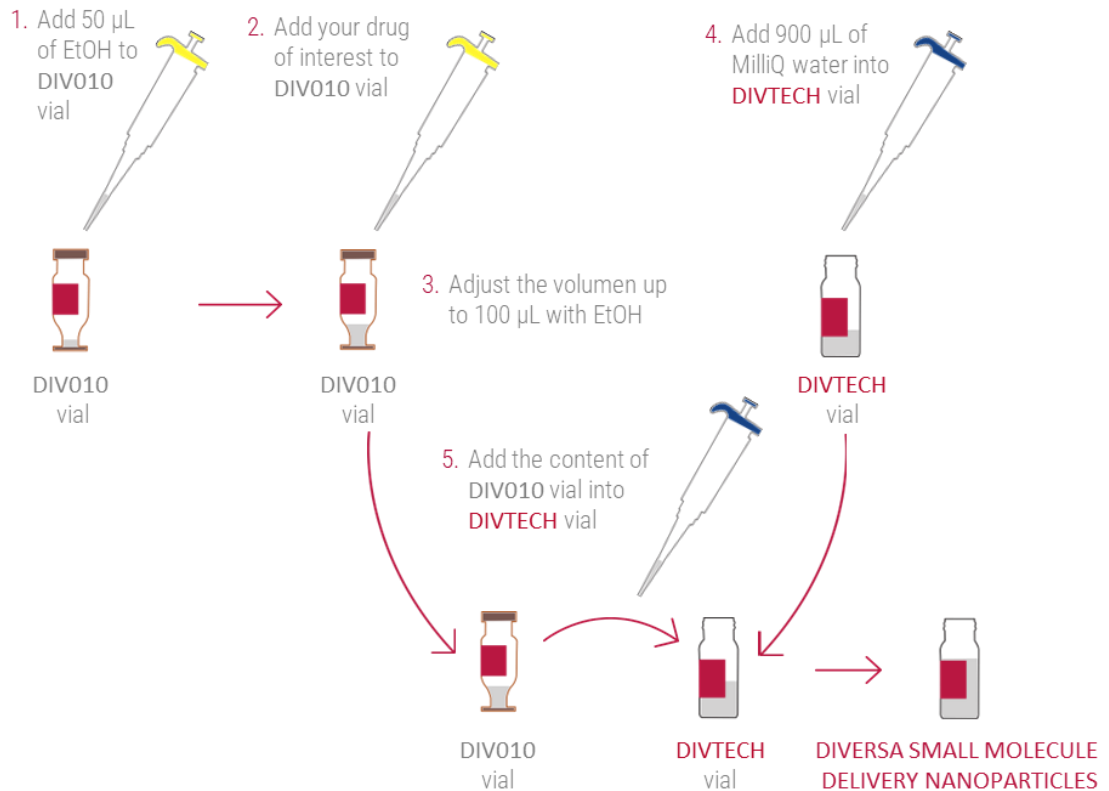 1. Add 50 µL
of EtOH to
DIV010
vial
2. Add your drug
of interest to
DIV010 vial
4. Add 900 µL of
MilliQ water into
DIVTECH vial
3. Adjust the volumen up
to 100 µL with EtOH
DIV010
vial
DIV010
vial
DIVTECH
vial
5. Add the content of
DIV010 vial into
DIVTECH vial
DIV010
vial
DIVTECH
vial
DIVERSA SMALL MOLECULE
DELIVERY NANOPARTICLES